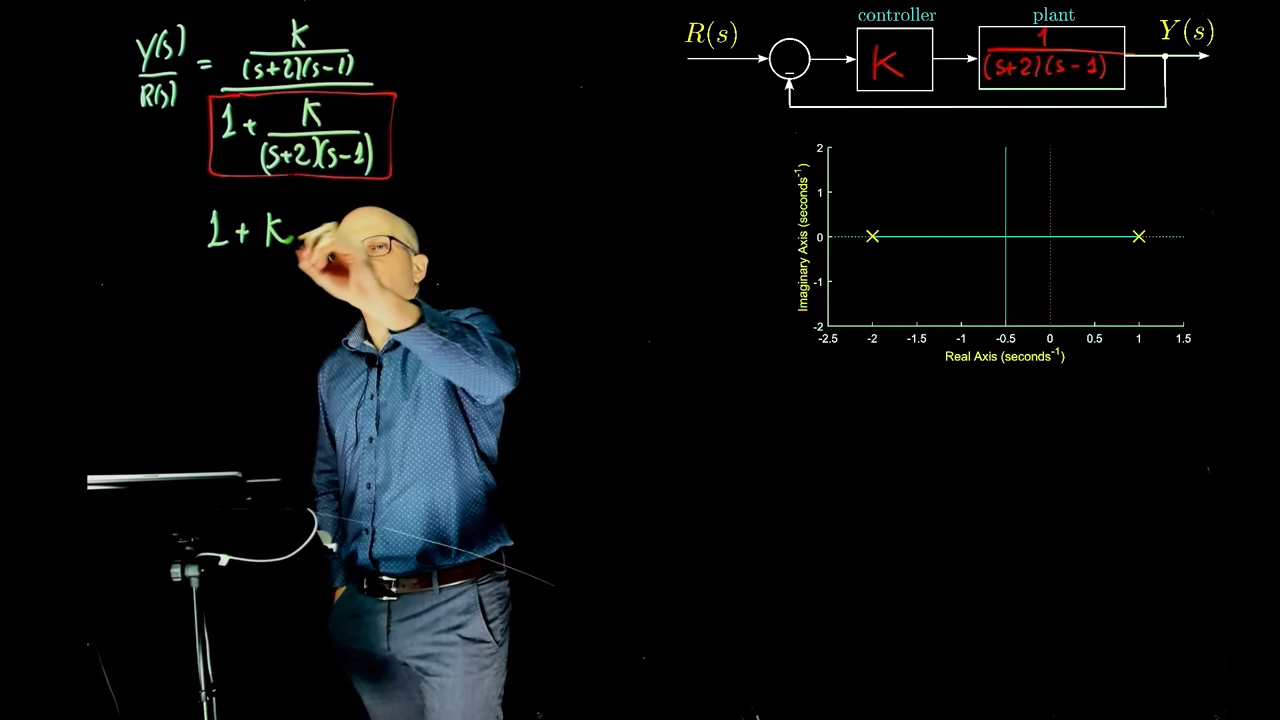 Y(s)/R(s) = K/((s+2)(s-1)) / (1 + K/((s+2)(s-1)))
1 + K
controller
plant
R(s)
Y(s)
K
1/((s+2)(s-1))
-
Imaginary Axis (seconds⁻¹)
2
1
0
-1
-2
-2.5 -2 -1.5 -1 -0.5 0 0.5 1 1.5
Real Axis (seconds⁻¹)